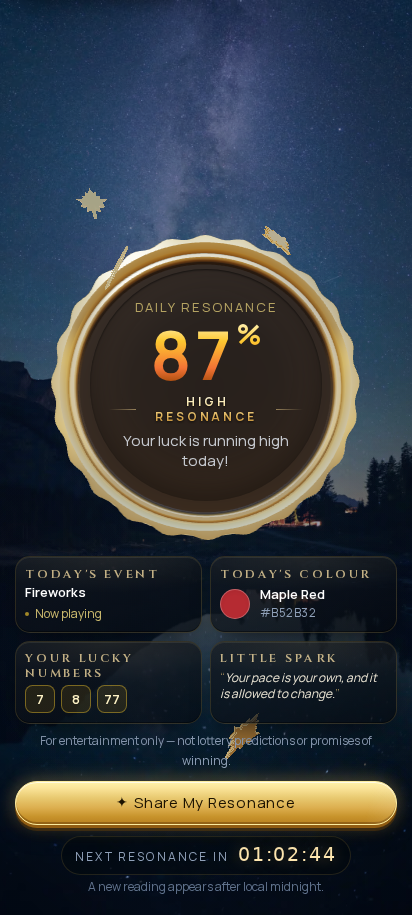 DAILY RESONANCE
87%
HIGH
RESONANCE
Your luck is running high
today!
TODAY'S EVENT
Fireworks
• Now playing
TODAY'S COLOUR
Maple Red
#B52B32
YOUR LUCKY
NUMBERS
7 8 77
LITTLE SPARK
"Your pace is your own, and it
is allowed to change."
For entertainment only — not lottery predictions or promises of
winning.
✦ Share My Resonance
NEXT RESONANCE IN 01:02:44
A new reading appears after local midnight.